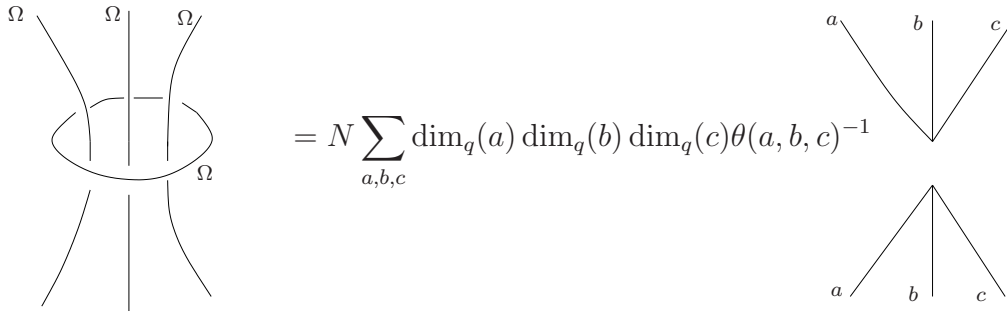 Ω Ω Ω a b c
= N ∑ dim_q(a) dim_q(b) dim_q(c)θ(a, b, c)^{-1}
a,b,c
Ω
a b c